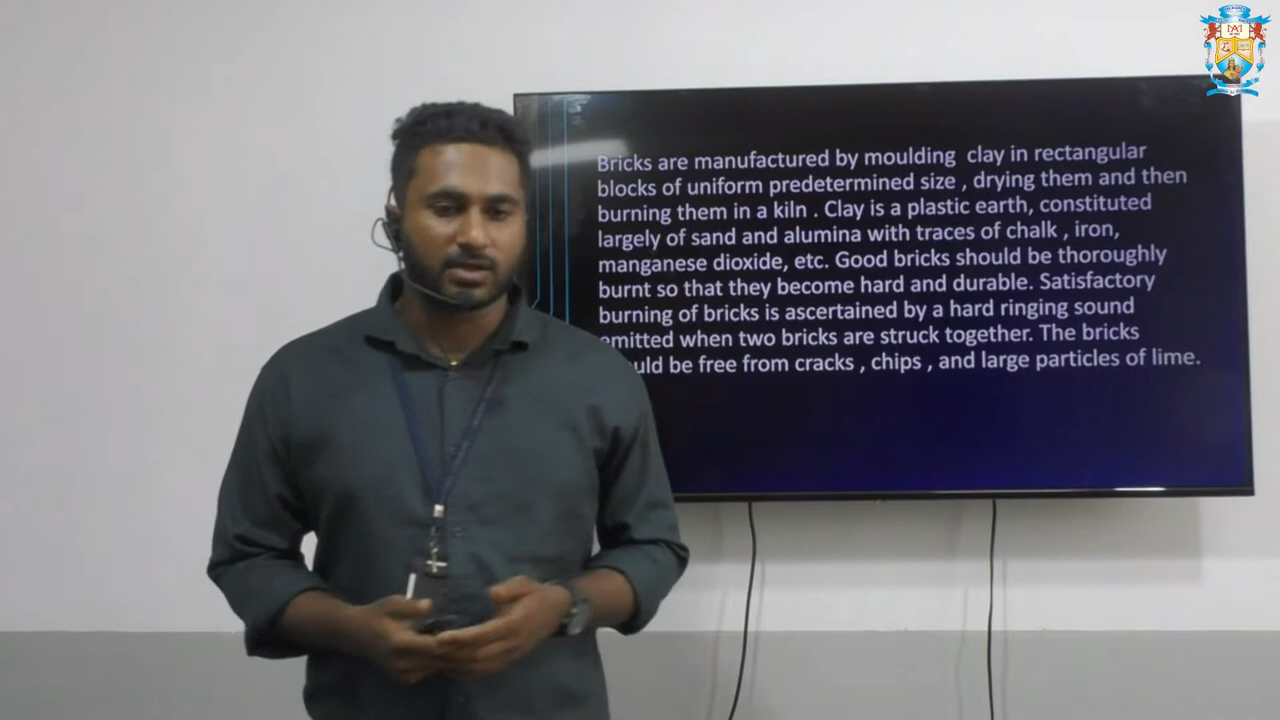 Bricks are manufactured by moulding clay in rectangular
blocks of uniform predetermined size , drying them and then
burning them in a kiln . Clay is a plastic earth, constituted
largely of sand and alumina with traces of chalk , iron,
manganese dioxide, etc. Good bricks should be thoroughly
burnt so that they become hard and durable. Satisfactory
burning of bricks is ascertained by a hard ringing sound
emitted when two bricks are struck together. The bricks
be free from cracks , chips , and large particles of lime.